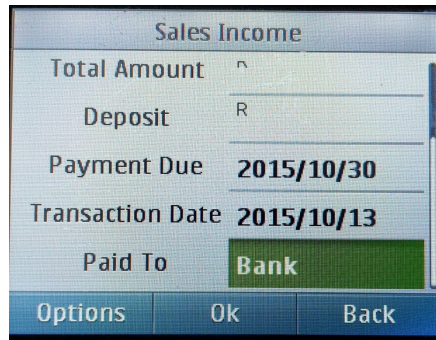 Sales Income
Total Amount
Deposit R
Payment Due 2015/10/30
Transaction Date 2015/10/13
Paid To Bank
Options Ok Back